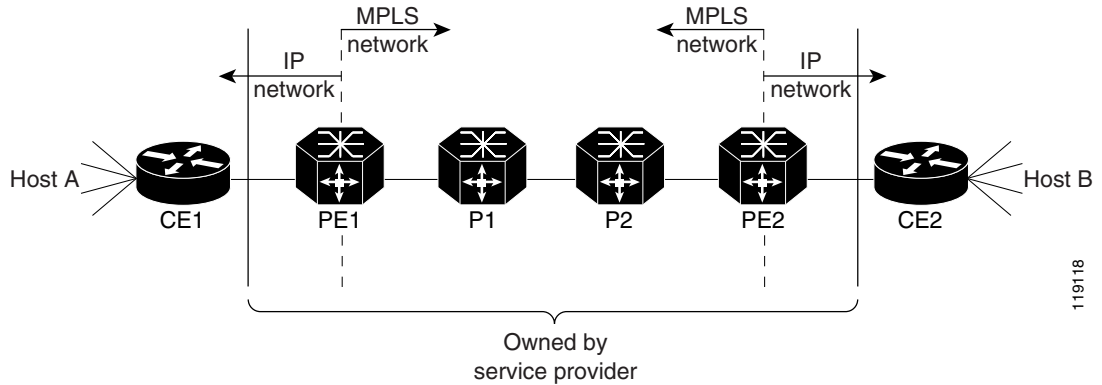 MPLS
network
MPLS
network
IP
network
IP
network
Host A
Host B
CE1
PE1
P1
P2
PE2
CE2
119118
Owned by
service provider